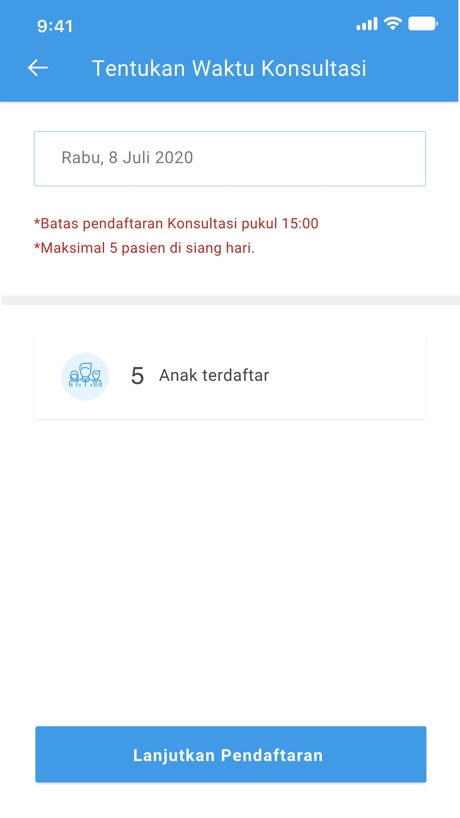 9:41
Tentukan Waktu Konsultasi
Rabu, 8 Juli 2020
*Batas pendaftaran Konsultasi pukul 15:00
*Maksimal 5 pasien di siang hari.
5 Anak terdaftar
Lanjutkan Pendaftaran